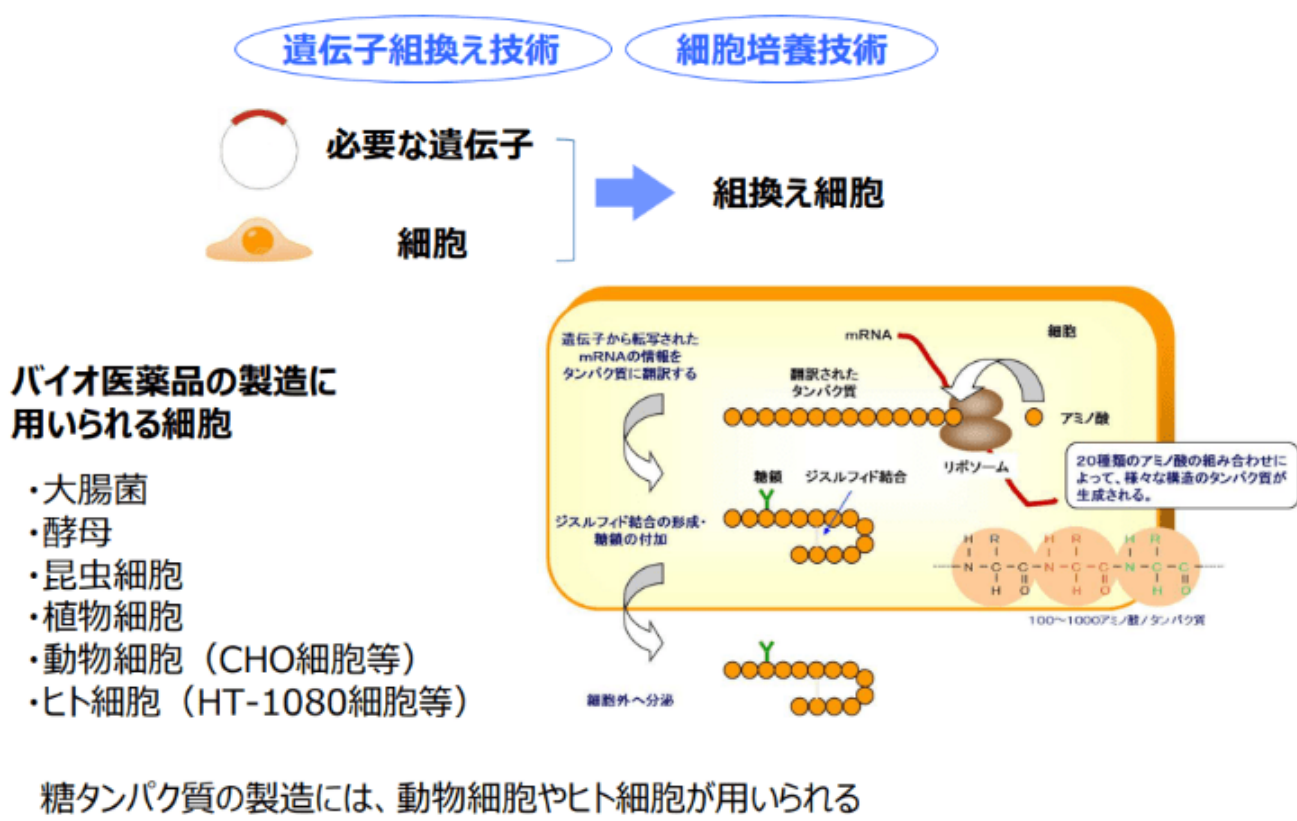 遺伝子組換え技術
細胞培養技術
必要な遺伝子
細胞
組換え細胞
バイオ医薬品の製造に
用いられる細胞
・大腸菌
・酵母
・昆虫細胞
・植物細胞
・動物細胞（CHO細胞等）
・ヒト細胞（HT-1080細胞等）
遺伝子から転写された
mRNAの情報を
タンパク質に翻訳する
mRNA
細胞
翻訳された
タンパク質
アミノ酸
リボソーム
20種類のアミノ酸の組み合わせに
よって、様々な構造のタンパク質が
生成される。
糖鎖
ジスルフィド結合
ジスルフィド結合の形成・
糖鎖の付加
H R H R H R
N-C-C-N-C-C-N-C-C
H O H O H O
100～1000アミノ酸/タンパク質
細胞外へ分泌
糖タンパク質の製造には、動物細胞やヒト細胞が用いられる